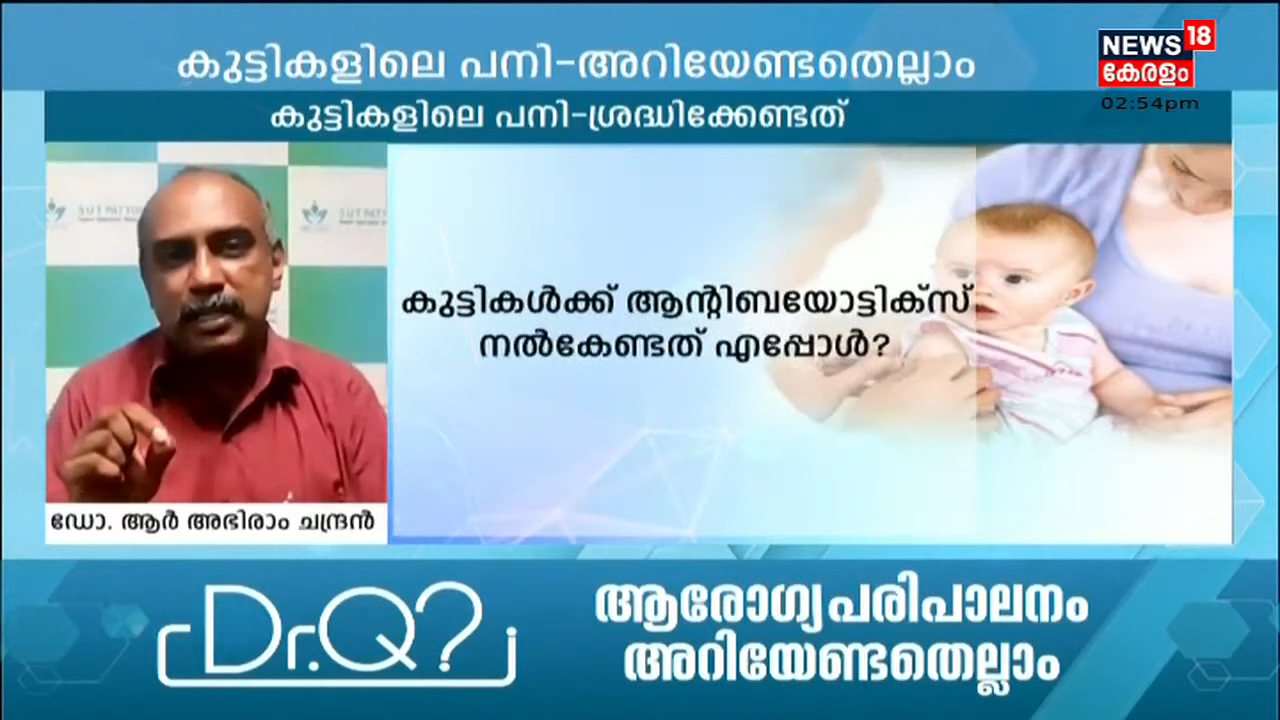 കുട്ടികളിലെ പനി-അറിയേണ്ടതെല്ലാം
NEWS 18
കേരളം
02:54pm
കുട്ടികളിലെ പനി-ശ്രദ്ധിക്കേണ്ടത്
കുട്ടികൾക്ക് ആന്റിബയോട്ടിക്സ്
നൽകേണ്ടത് എപ്പോൾ?
ഡോ. ആർ അഭിരാം ചന്ദ്രൻ
Dr.Q?
ആരോഗ്യപരിപാലനം
അറിയേണ്ടതെല്ലാം